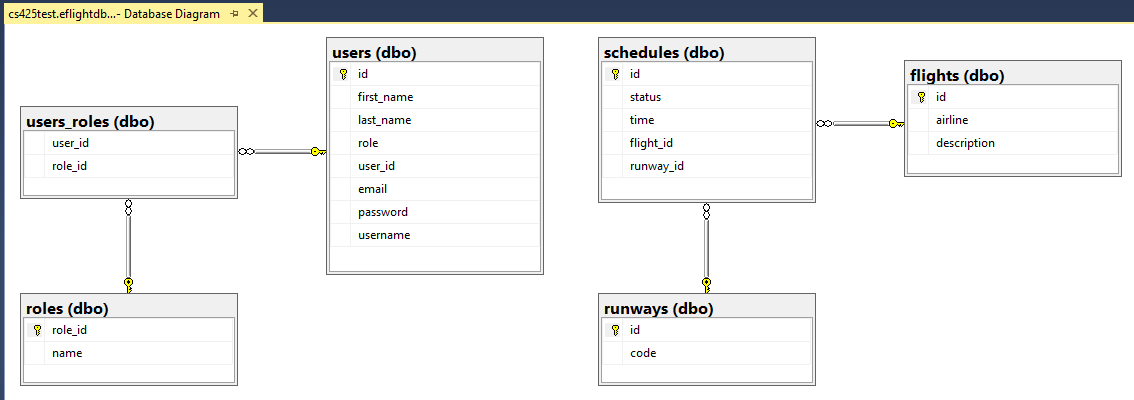 cs425test.eflightdb...- Database Diagram
users_roles (dbo)
user_id
role_id
users (dbo)
id
first_name
last_name
role
user_id
email
password
username
roles (dbo)
role_id
name
schedules (dbo)
id
status
time
flight_id
runway_id
flights (dbo)
id
airline
description
runways (dbo)
id
code